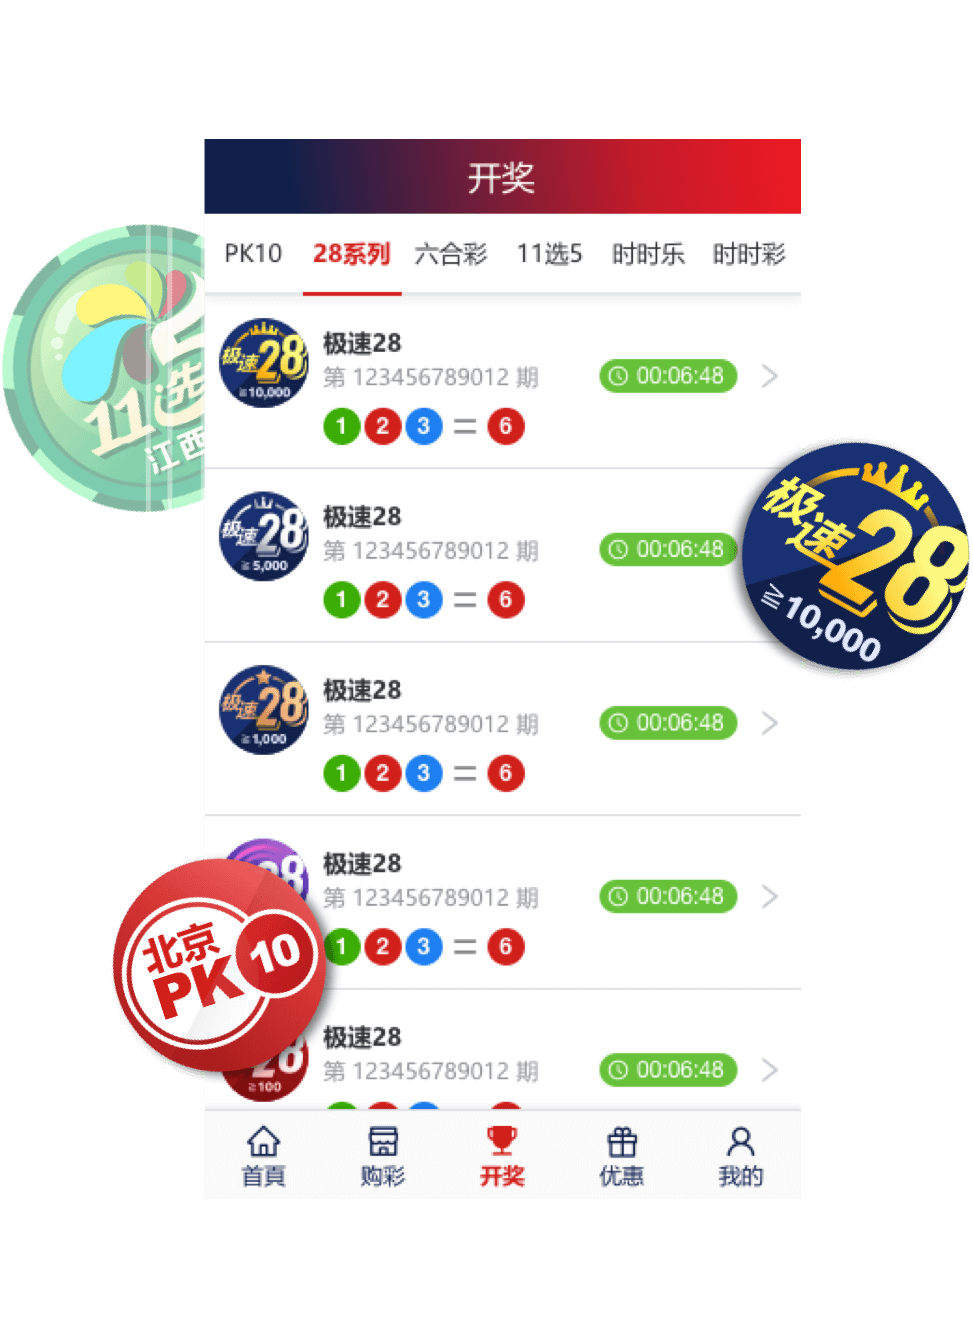 开奖
PK10 28系列 六合彩 11选5 时时乐 时时彩
极速28
≧10,000
极速28
第 123456789012 期
00:06:48
1 2 3 = 6
11选
江西
极速28
≧5,000
极速28
第 123456789012 期
00:06:48
1 2 3 = 6
极速28
≧10,000
极速28
≧1,000
极速28
第 123456789012 期
00:06:48
1 2 3 = 6
28
极速28
第 123456789012 期
00:06:48
1 2 3 = 6
北京
PK 10
28
≧100
极速28
第 123456789012 期
00:06:48
首頁 购彩 开奖 优惠 我的